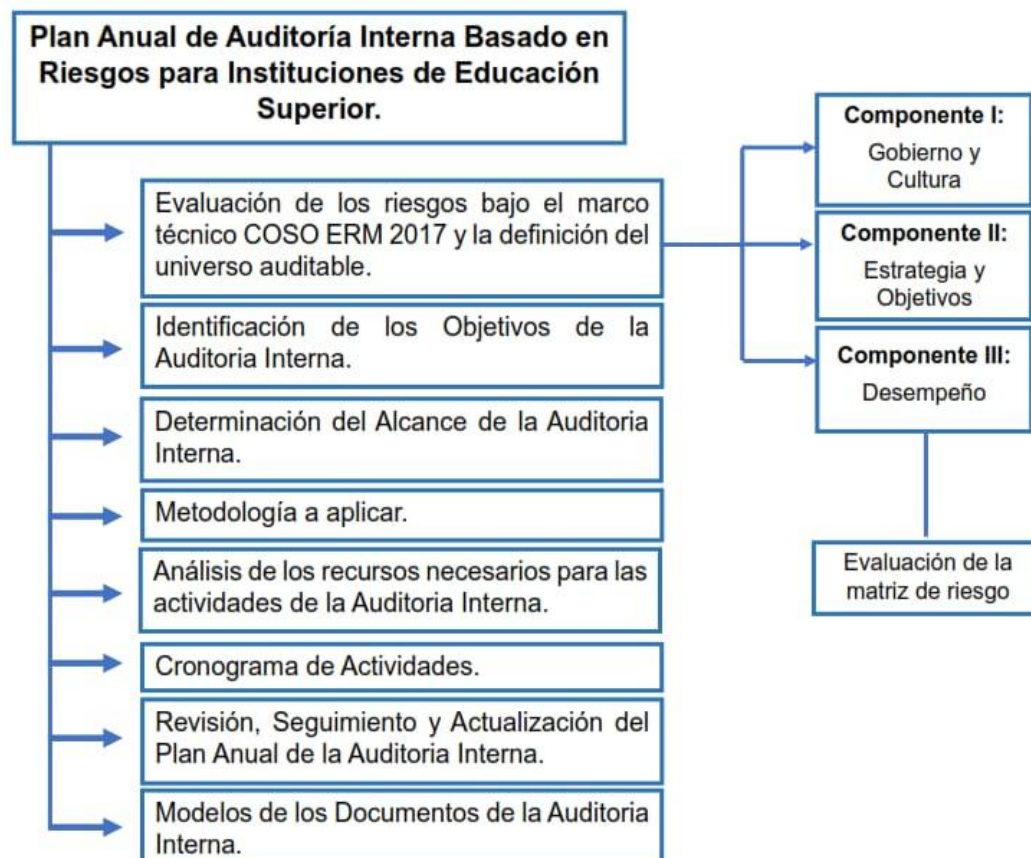 Plan Anual de Auditoría Interna Basado en
Riesgos para Instituciones de Educación
Superior.
Evaluación de los riesgos bajo el marco
técnico COSO ERM 2017 y la definición del
universo auditable.
Identificación de los Objetivos de la
Auditoria Interna.
Determinación del Alcance de la Auditoria
Interna.
Metodología a aplicar.
Análisis de los recursos necesarios para las
actividades de la Auditoria Interna.
Cronograma de Actividades.
Revisión, Seguimiento y Actualización del
Plan Anual de la Auditoria Interna.
Modelos de los Documentos de la Auditoria
Interna.
Componente I:
Gobierno y
Cultura
Componente II:
Estrategia y
Objetivos
Componente III:
Desempeño
Evaluación de la
matriz de riesgo